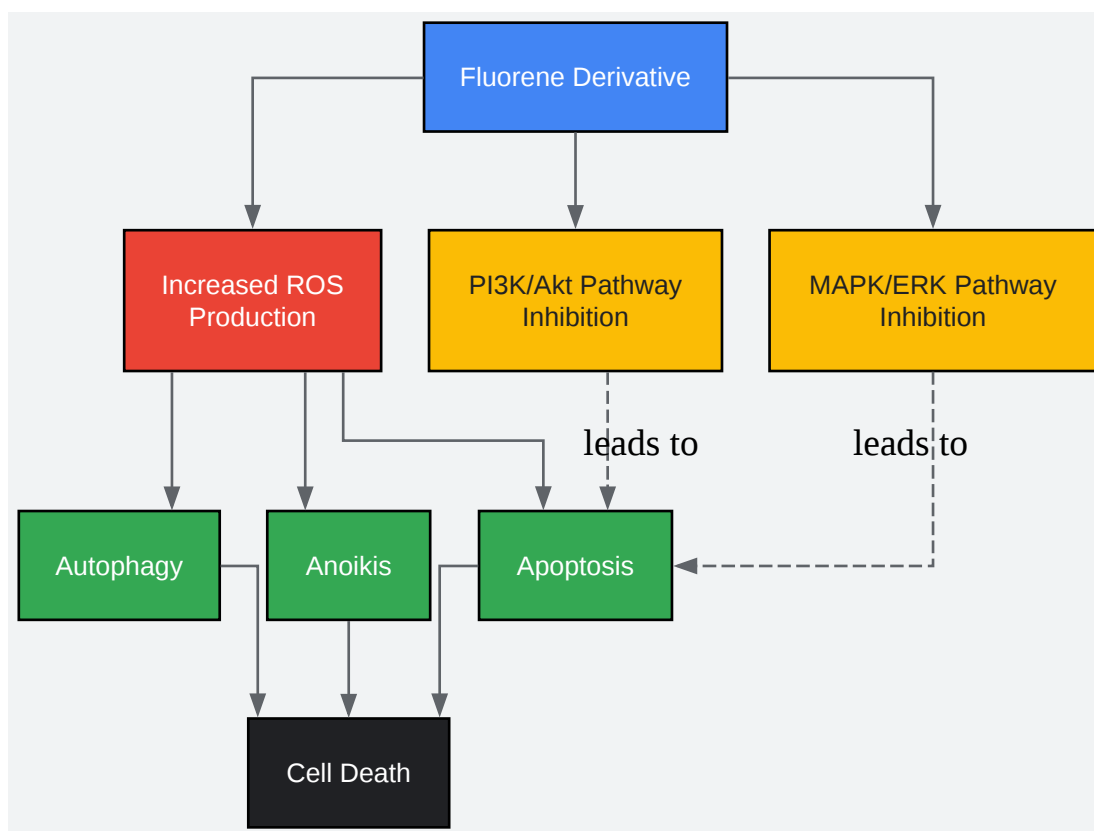 Fluorene Derivative
Increased ROS
Production
PI3K/Akt Pathway
Inhibition
MAPK/ERK Pathway
Inhibition
leads to
leads to
Autophagy
Anoikis
Apoptosis
Cell Death